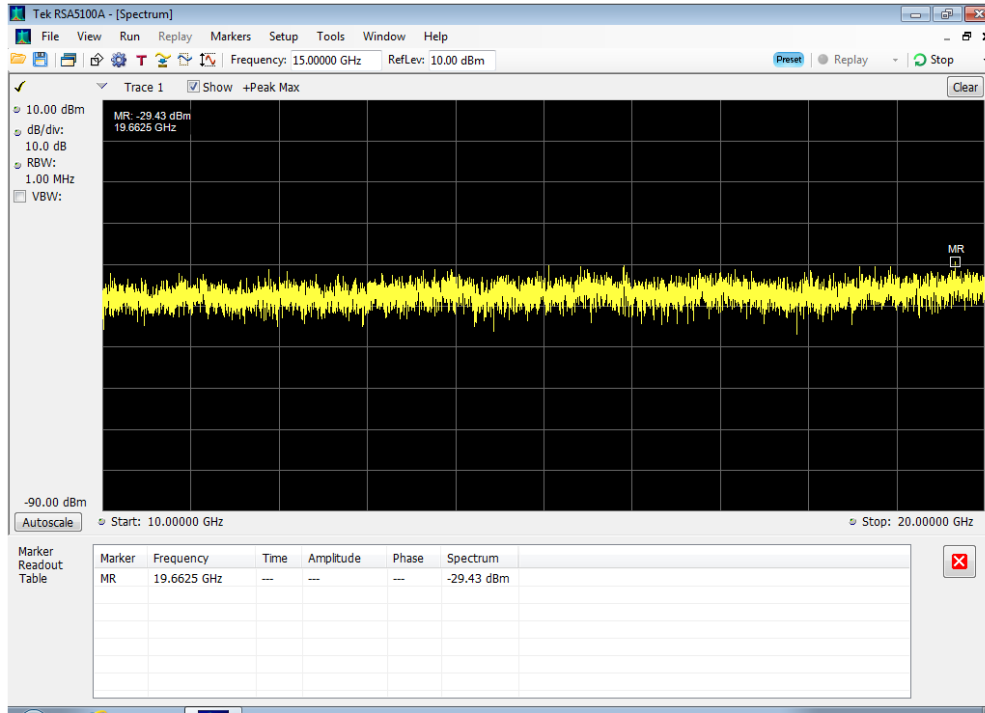 Tek RSA5100A - [Spectrum]
File View Run Replay Markers Setup Tools Window Help
Frequency: 15.00000 GHz RefLev: 10.00 dBm Preset Replay Stop
Trace 1 Show +Peak Max Clear
10.00 dBm
dB/div:
10.0 dB
RBW:
1.00 MHz
VBW:
MR: -29.43 dBm
19.6625 GHz
MR
-90.00 dBm
Autoscale Start: 10.00000 GHz Stop: 20.00000 GHz
Marker
Readout
Table
Marker Frequency Time Amplitude Phase Spectrum
MR 19.6625 GHz --- --- --- -29.43 dBm